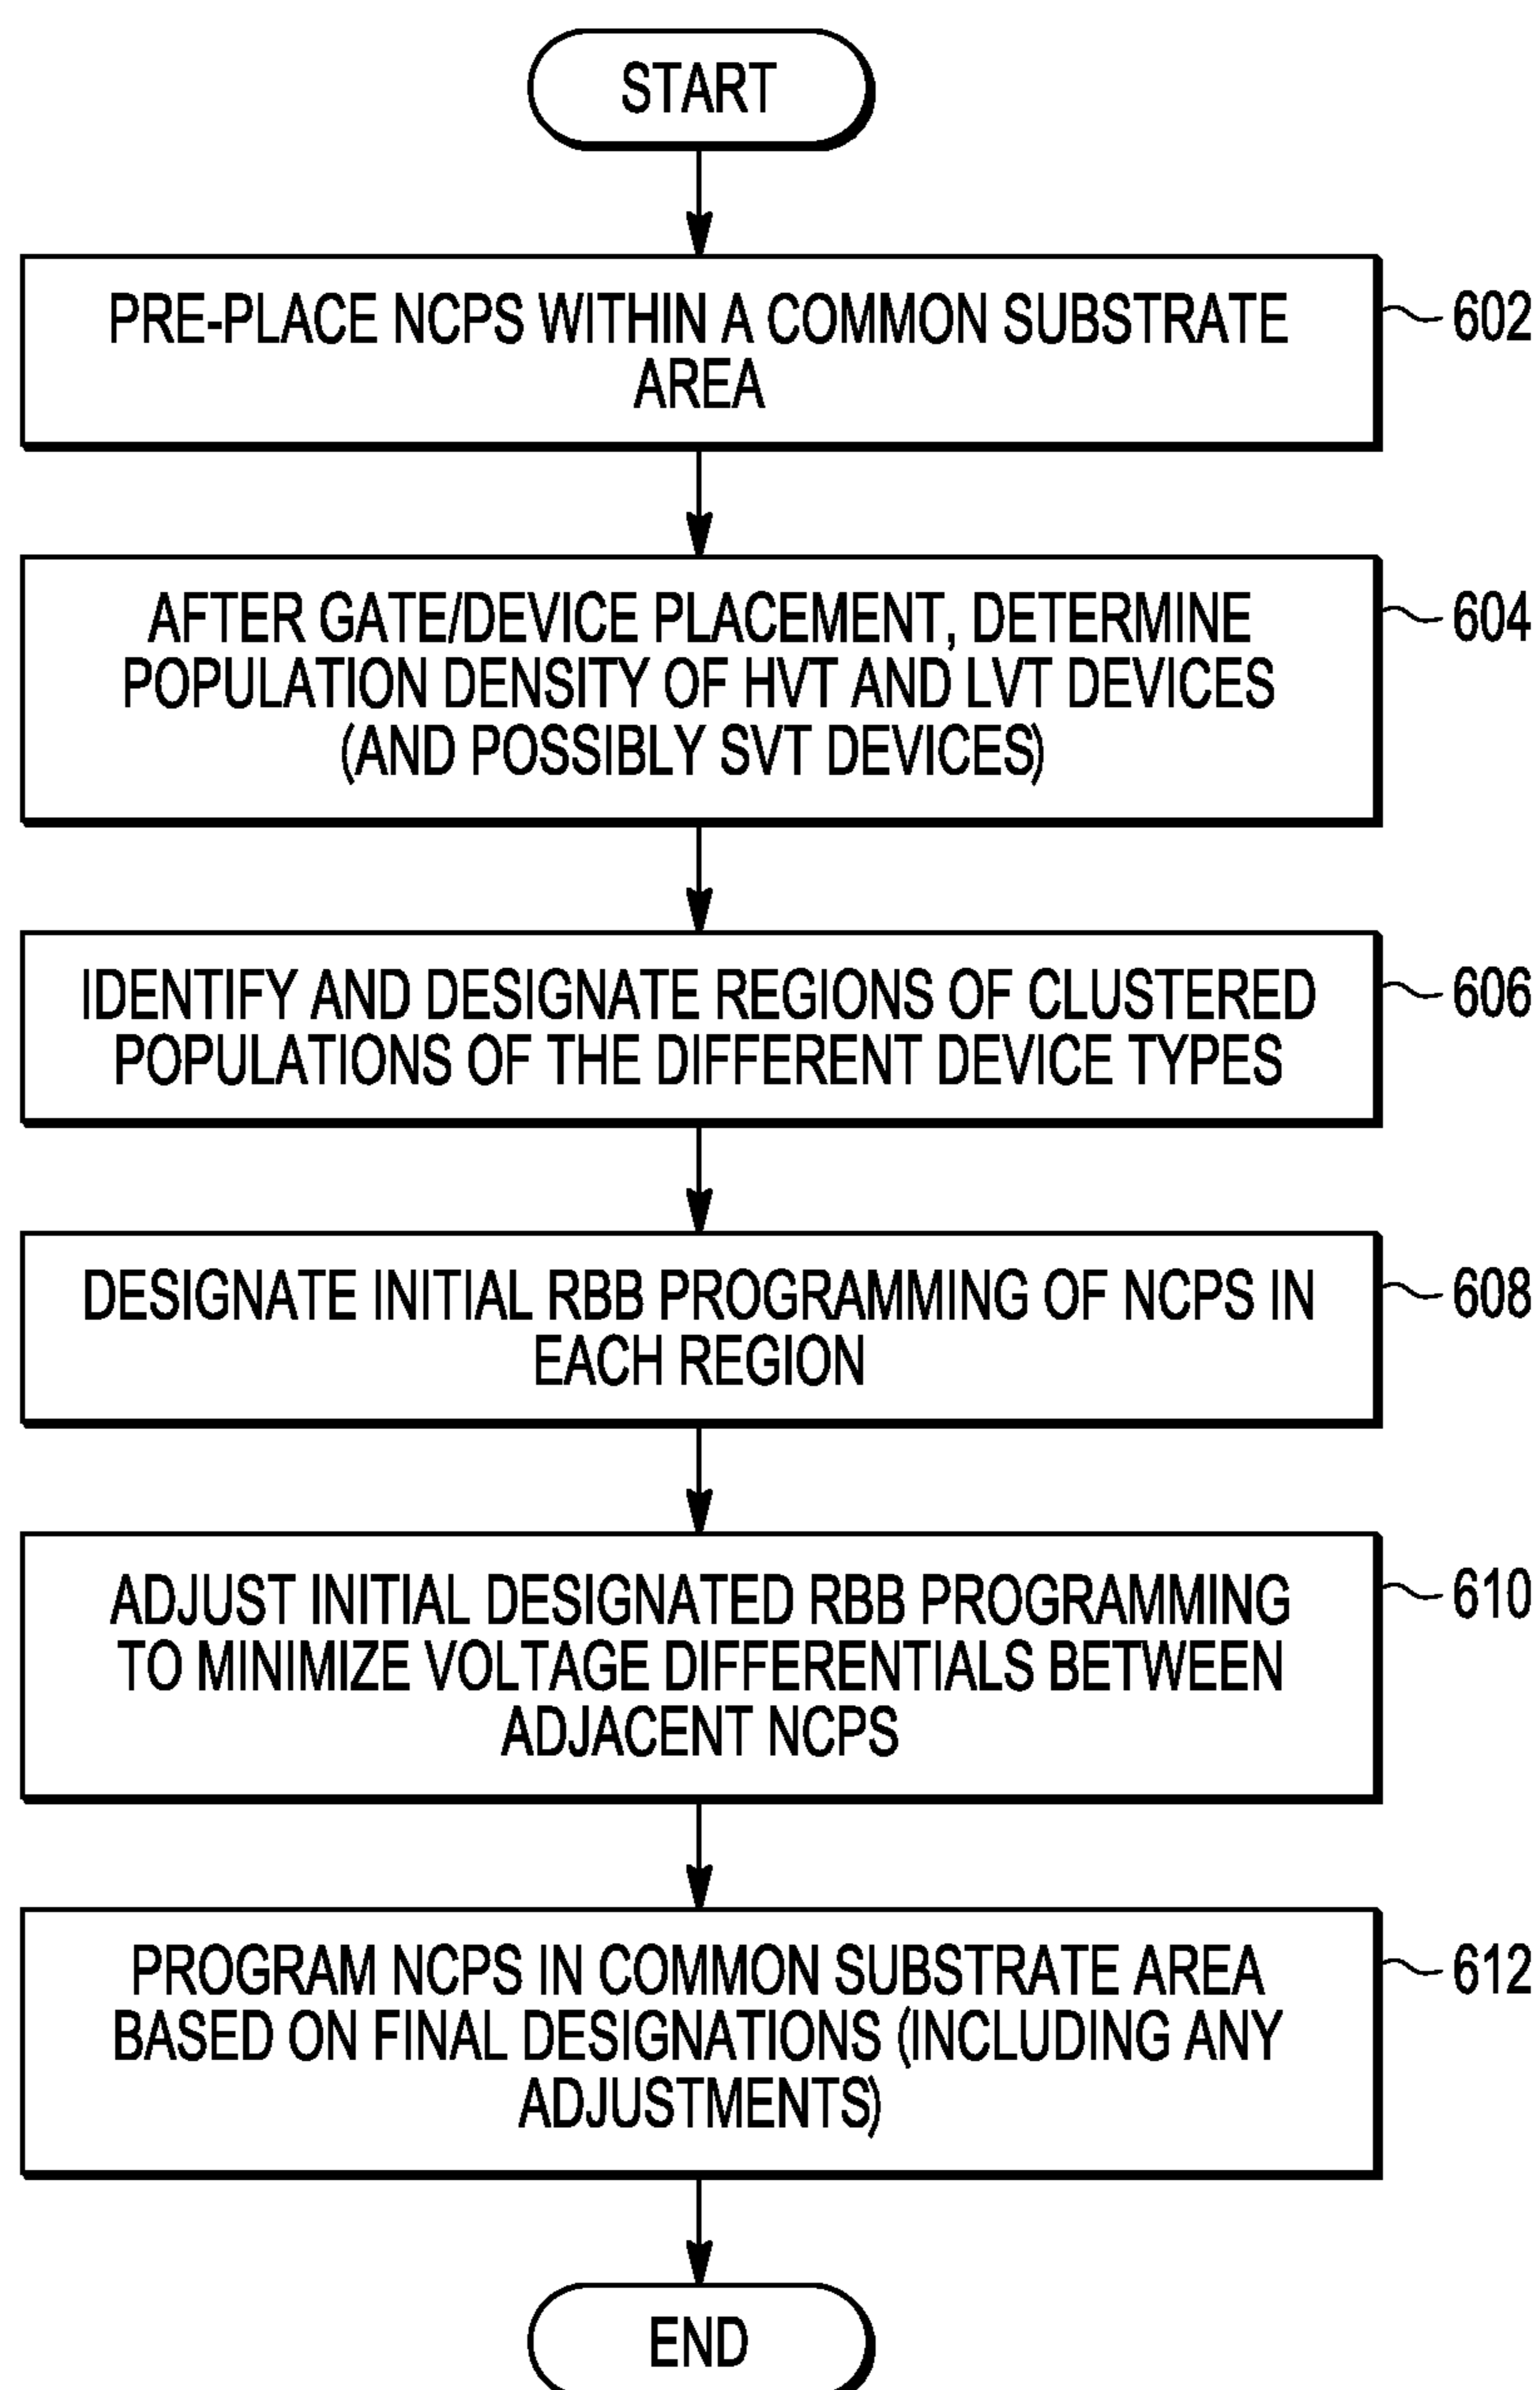 START
PRE-PLACE NCPS WITHIN A COMMON SUBSTRATE
AREA
602
AFTER GATE/DEVICE PLACEMENT, DETERMINE
POPULATION DENSITY OF HVT AND LVT DEVICES
(AND POSSIBLY SVT DEVICES)
604
IDENTIFY AND DESIGNATE REGIONS OF CLUSTERED
POPULATIONS OF THE DIFFERENT DEVICE TYPES
606
DESIGNATE INITIAL RBB PROGRAMMING OF NCPS IN
EACH REGION
608
ADJUST INITIAL DESIGNATED RBB PROGRAMMING
TO MINIMIZE VOLTAGE DIFFERENTIALS BETWEEN
ADJACENT NCPS
610
PROGRAM NCPS IN COMMON SUBSTRATE AREA
BASED ON FINAL DESIGNATIONS (INCLUDING ANY
ADJUSTMENTS)
612
END